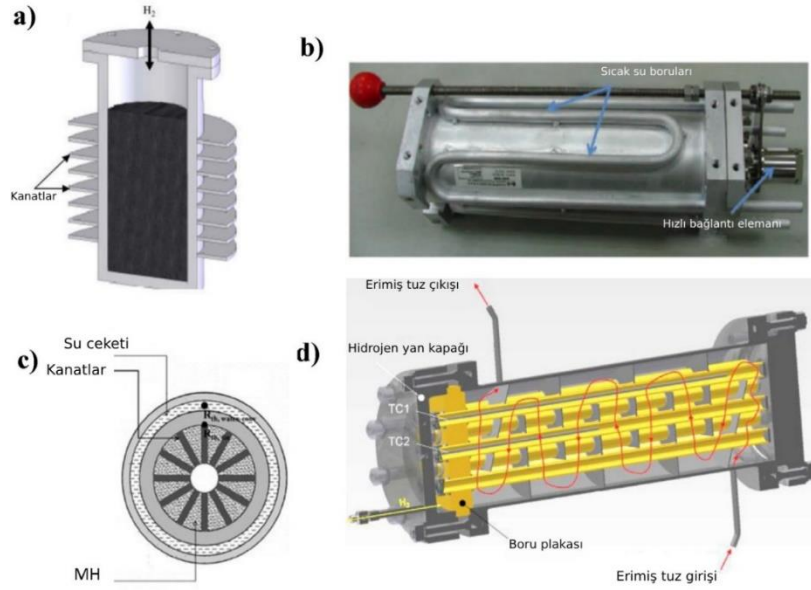 a)
H2
Kanatlar
b)
Sıcak su boruları
Hızlı bağlantı elemanı
c)
Su ceketi
Kanatlar
MH
d)
Erimiş tuz çıkışı
Hidrojen yan kapağı
TC1
TC2
H2
Boru plakası
Erimiş tuz girişi